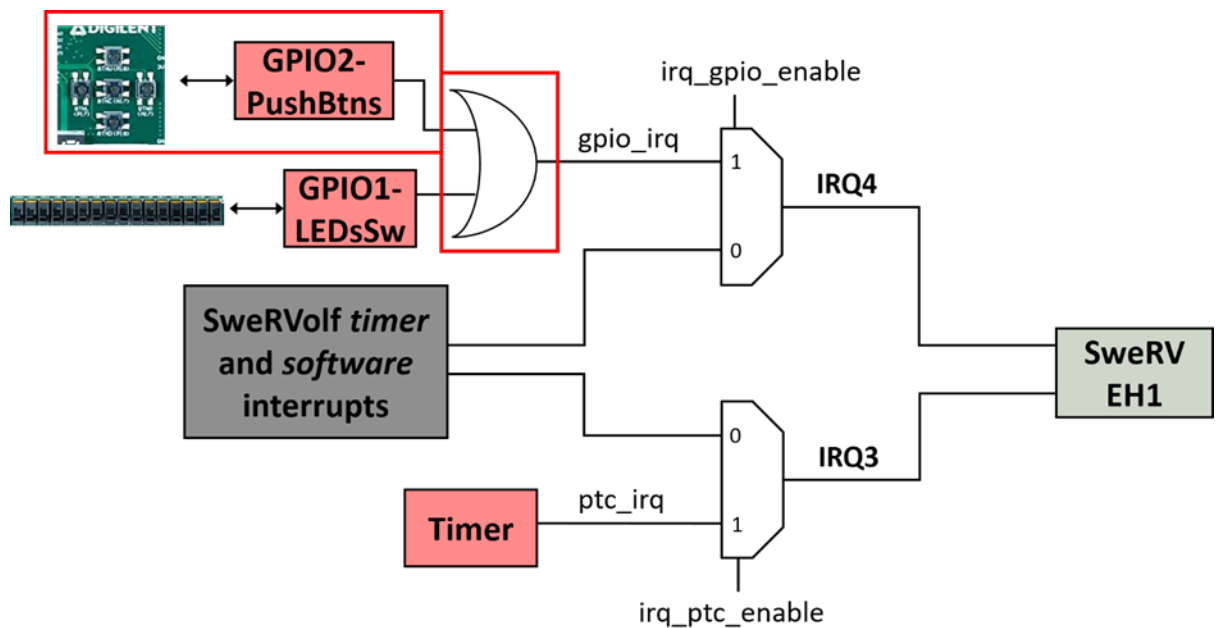 DIGILENT
GPIO2-
PushBtns
irq_gpio_enable
gpio_irq
1
IRQ4
GPIO1-
LEDsSw
0
SweRVolf timer
and software
interrupts
SweRV
EH1
0
IRQ3
ptc_irq
Timer
1
irq_ptc_enable